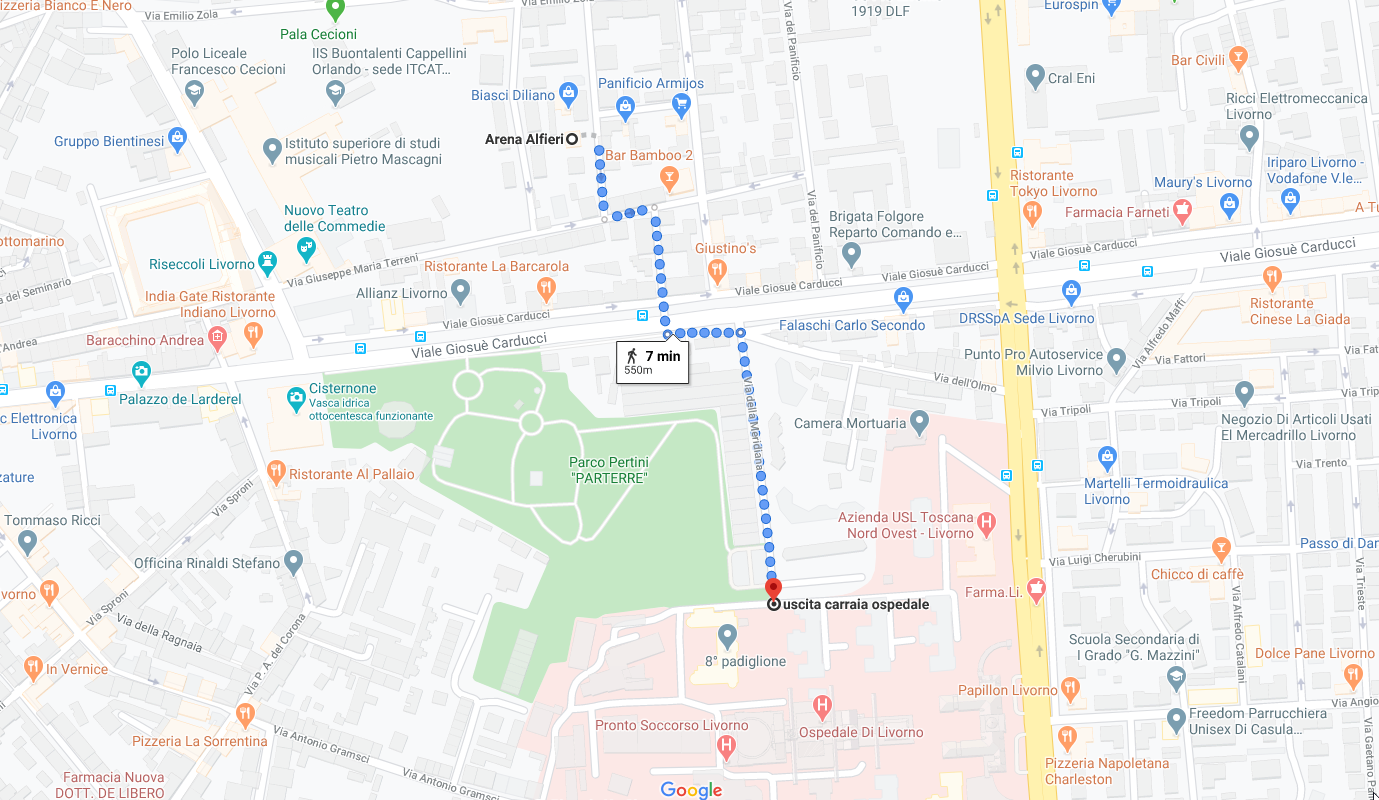 Pizzeria Bianco E Nero
Via Emilio Zola
Via Emilio Zola
1919 DLF
Eurospin
Pala Cecioni
Via del Panificio
Polo Liceale
Francesco Cecioni
IIS Buontalenti Cappellini
Orlando - sede ITCAT...
Bar Civili
Cral Eni
Biasci Diliano
Panificio Armijos
Ricci Elettromeccanica
Livorno
Gruppo Bientinesi
Istituto superiore di studi
musicali Pietro Mascagni
Arena Alfieri
Bar Bamboo 2
Iriparo Livorno -
Vodafone V.le...
Ristorante
Tokyo Livorno
Maury's Livorno
Farmacia Farneti
A Tu
Nuovo Teatro
delle Commedie
Via del Panificio
Brigata Folgore
Reparto Comando e...
ottomarino
Riseccoli Livorno
Via Giuseppe Maria Terreni
Giustino's
Viale Giosuè Carducci
Viale Giosuè Carducci
Viale Giosuè Carducci
a del Seminario
Ristorante La Barcarola
Allianz Livorno
India Gate Ristorante
Indiano Livorno
Viale Giosuè Carducci
Viale Giosuè Carducci
Viale Giosuè Carducci
Falaschi Carlo Secondo
DRSSpA Sede Livorno
Via Alfredo Maffi
Ristorante
Cinese La Giada
d'Andrea
Baracchino Andrea
7 min
550m
Punto Pro Autoservice
Milvio Livorno
Via Fattori
Via dell'Olmo
Palazzo de Larderel
Cisternone
Vasca idrica
ottocentesca funzionante
Via della Meridiana
Via Tripoli
Via Tripoli
c Elettronica
Livorno
Camera Mortuaria
Negozio Di Articoli Usati
El Mercadrillo Livorno
Parco Pertini
"PARTERRE"
Via Trento
zature
Ristorante Al Pallaio
Via Sproni
Martelli Termoidraulica
Livorno
Tommaso Ricci
Azienda USL Toscana
Nord Ovest - Livorno
Passo di Dan
Officina Rinaldi Stefano
Via Luigi Cherubini
Chicco di caffè
Via Trieste
vorno
Via Sproni
Farma.Li.
uscita carraia ospedale
Via della Ragnaia
Via P. A. del Corona
Via Alfredo Catalani
Scuola Secondaria di
I Grado "G. Mazzini"
8° padiglione
In Vernice
Dolce Pane Livorno
Papillon Livorno
Via Angio
Pronto Soccorso Livorno
Ospedale Di Livorno
Freedom Parrucchiera
Unisex Di Casula...
Pizzeria La Sorrentina
Via Antonio Gramsci
Via Antonio Gramsci
Pizzeria Napoletana
Charleston
Via Gaetano
Farmacia Nuova
DOTT. DE LIBERO
Google